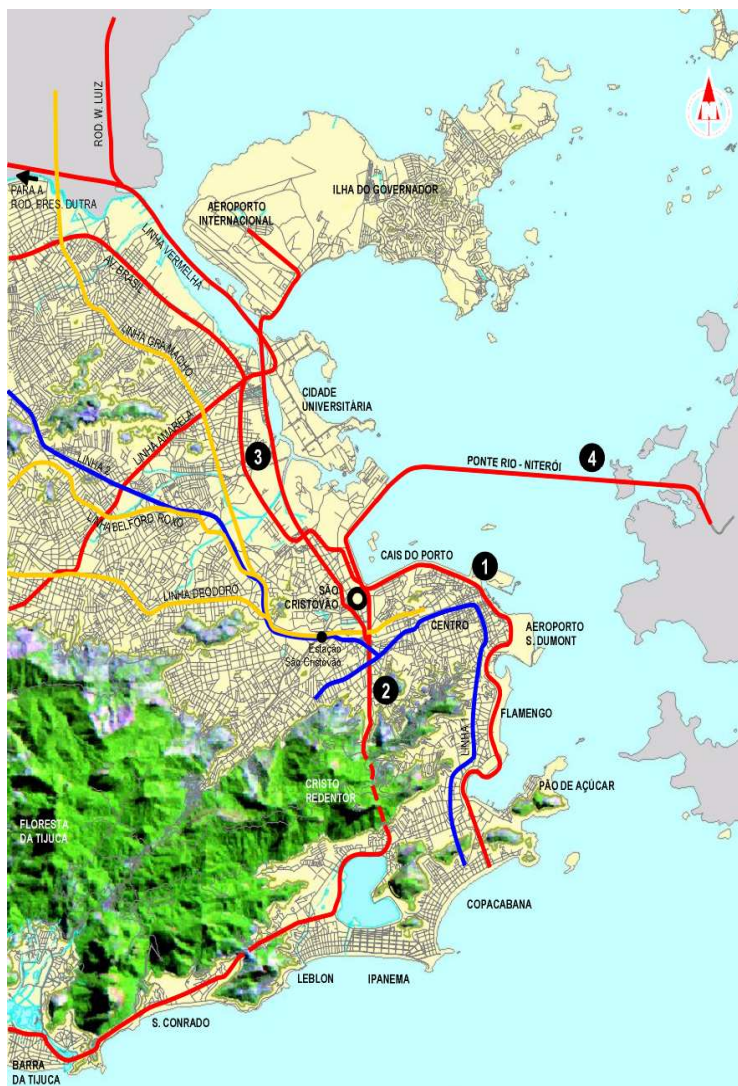 ROD. W. LUIZ
PARA A
ROD. PRES. DUTRA
ILHA DO GOVERNADOR
AEROPORTO
INTERNACIONAL
LINHA VERMELHA
AV. BRASIL
LINHA GRAMACHO
CIDADE
UNIVERSITÁRIA
LINHA AMARELA
3
4
PONTE RIO - NITERÓI
LINHA 2
LINHA BELFORD ROXO
CAIS DO PORTO
1
LINHA DEODORO
SÃO
CRISTOVÃO
CENTRO
AEROPORTO
S. DUMONT
Estação
São Cristovão
2
FLAMENGO
LINHA
CRISTO
REDENTOR
PÃO DE AÇÚCAR
FLORESTA
DA TIJUCA
COPACABANA
LEBLON
IPANEMA
S. CONRADO
BARRA
DA TIJUCA